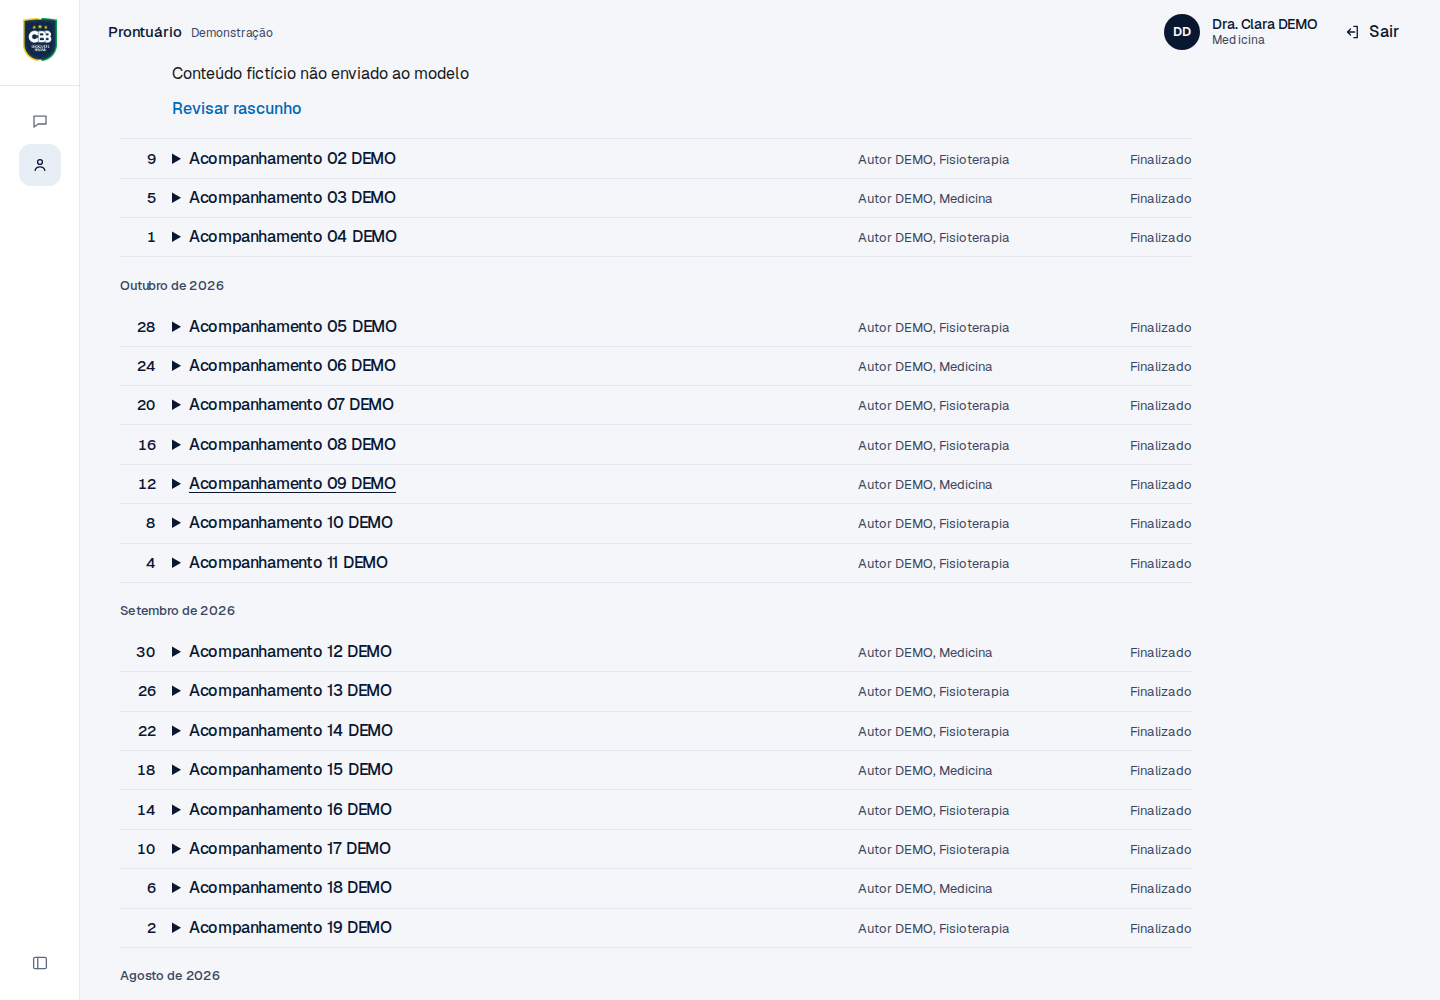 CBB
Prontuário Demonstração
DD
Dra. Clara DEMO
Medicina
Sair
Conteúdo fictício não enviado ao modelo
Revisar rascunho
9 Acompanhamento 02 DEMO Autor DEMO, Fisioterapia Finalizado
5 Acompanhamento 03 DEMO Autor DEMO, Medicina Finalizado
1 Acompanhamento 04 DEMO Autor DEMO, Fisioterapia Finalizado
Outubro de 2026
28 Acompanhamento 05 DEMO Autor DEMO, Fisioterapia Finalizado
24 Acompanhamento 06 DEMO Autor DEMO, Medicina Finalizado
20 Acompanhamento 07 DEMO Autor DEMO, Fisioterapia Finalizado
16 Acompanhamento 08 DEMO Autor DEMO, Fisioterapia Finalizado
12 Acompanhamento 09 DEMO Autor DEMO, Medicina Finalizado
8 Acompanhamento 10 DEMO Autor DEMO, Fisioterapia Finalizado
4 Acompanhamento 11 DEMO Autor DEMO, Fisioterapia Finalizado
Setembro de 2026
30 Acompanhamento 12 DEMO Autor DEMO, Medicina Finalizado
26 Acompanhamento 13 DEMO Autor DEMO, Fisioterapia Finalizado
22 Acompanhamento 14 DEMO Autor DEMO, Fisioterapia Finalizado
18 Acompanhamento 15 DEMO Autor DEMO, Medicina Finalizado
14 Acompanhamento 16 DEMO Autor DEMO, Fisioterapia Finalizado
10 Acompanhamento 17 DEMO Autor DEMO, Fisioterapia Finalizado
6 Acompanhamento 18 DEMO Autor DEMO, Medicina Finalizado
2 Acompanhamento 19 DEMO Autor DEMO, Fisioterapia Finalizado
Agosto de 2026